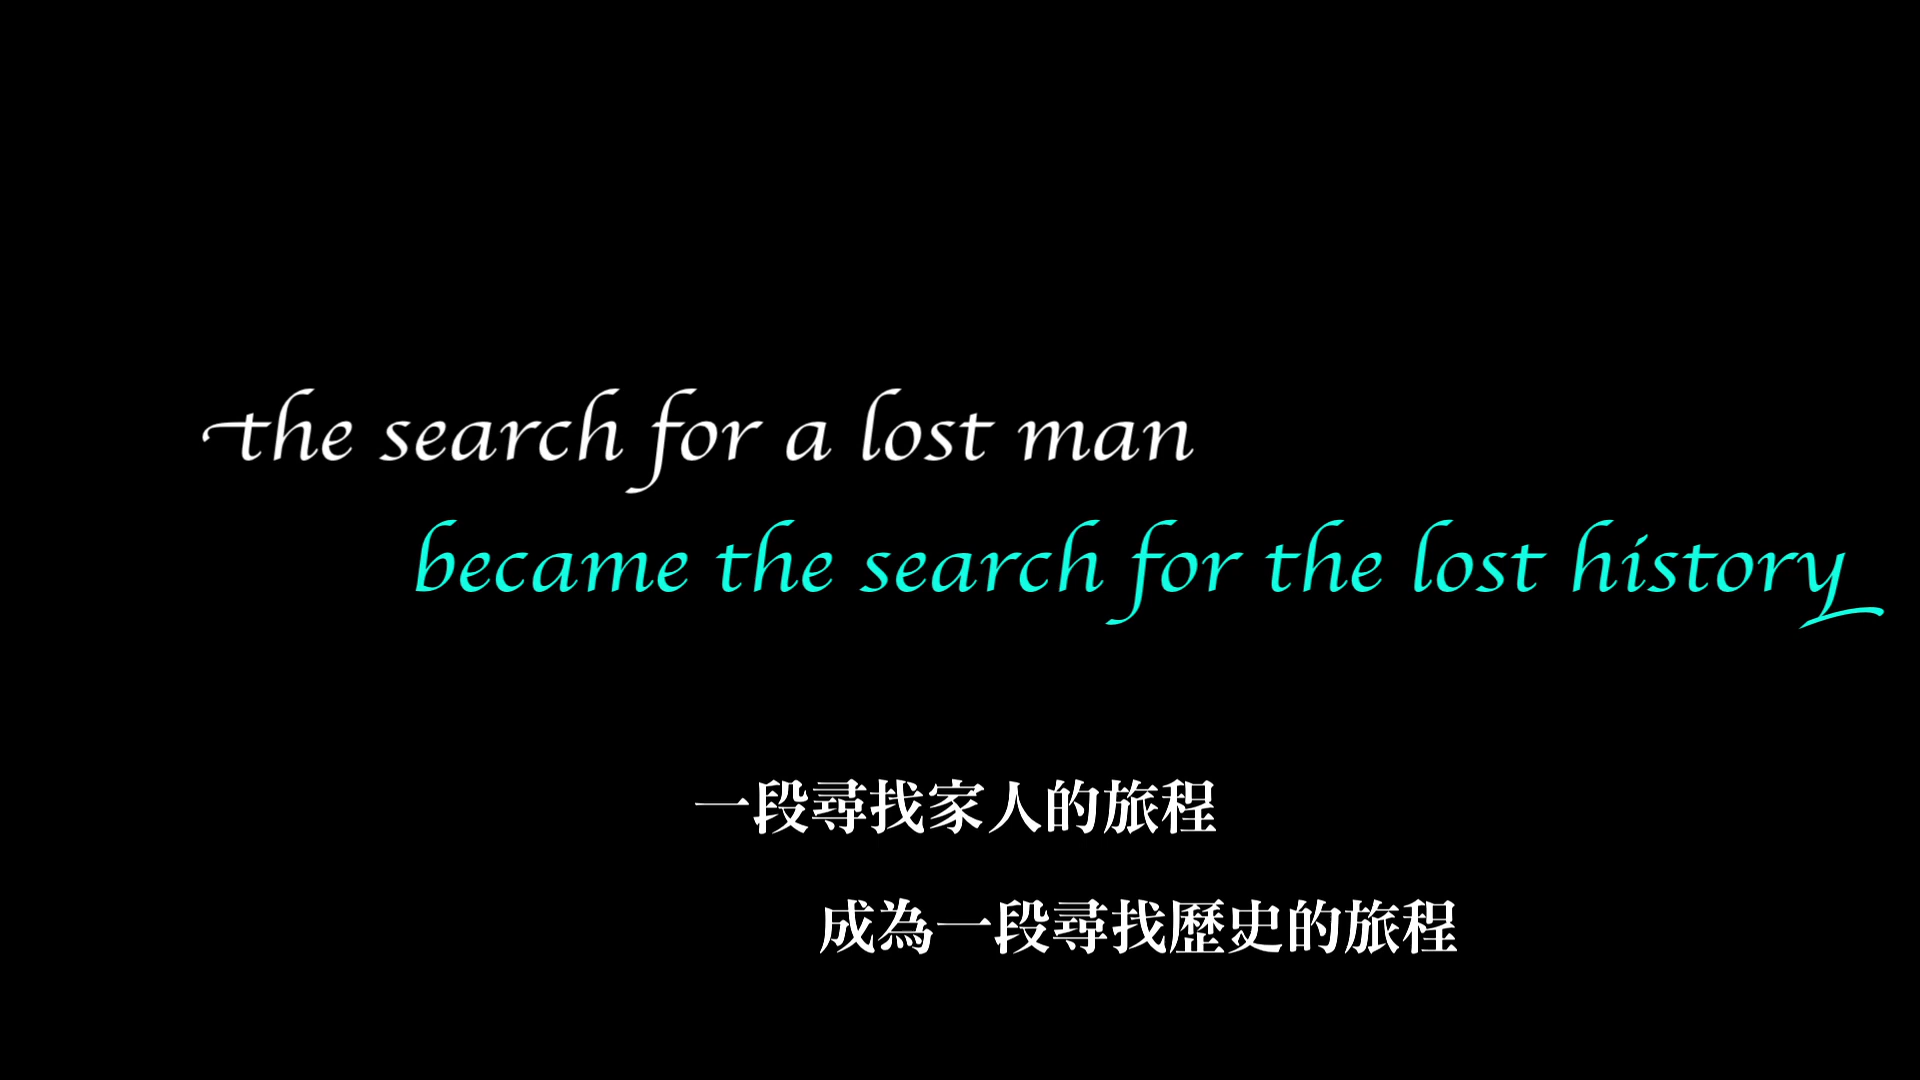 the search for a lost man
became the search for the lost history
一段尋找家人的旅程
成為一段尋找歷史的旅程